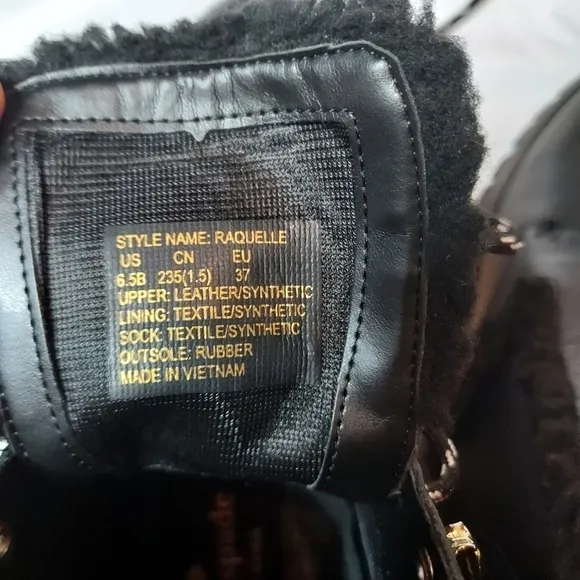 STYLE NAME: RAQUELLE
US CN EU
6.5B 235(1.5) 37
UPPER: LEATHER/SYNTHETIC
LINING: TEXTILE/SYNTHETIC
SOCK: TEXTILE/SYNTHETIC
OUTSOLE: RUBBER
MADE IN VIETNAM